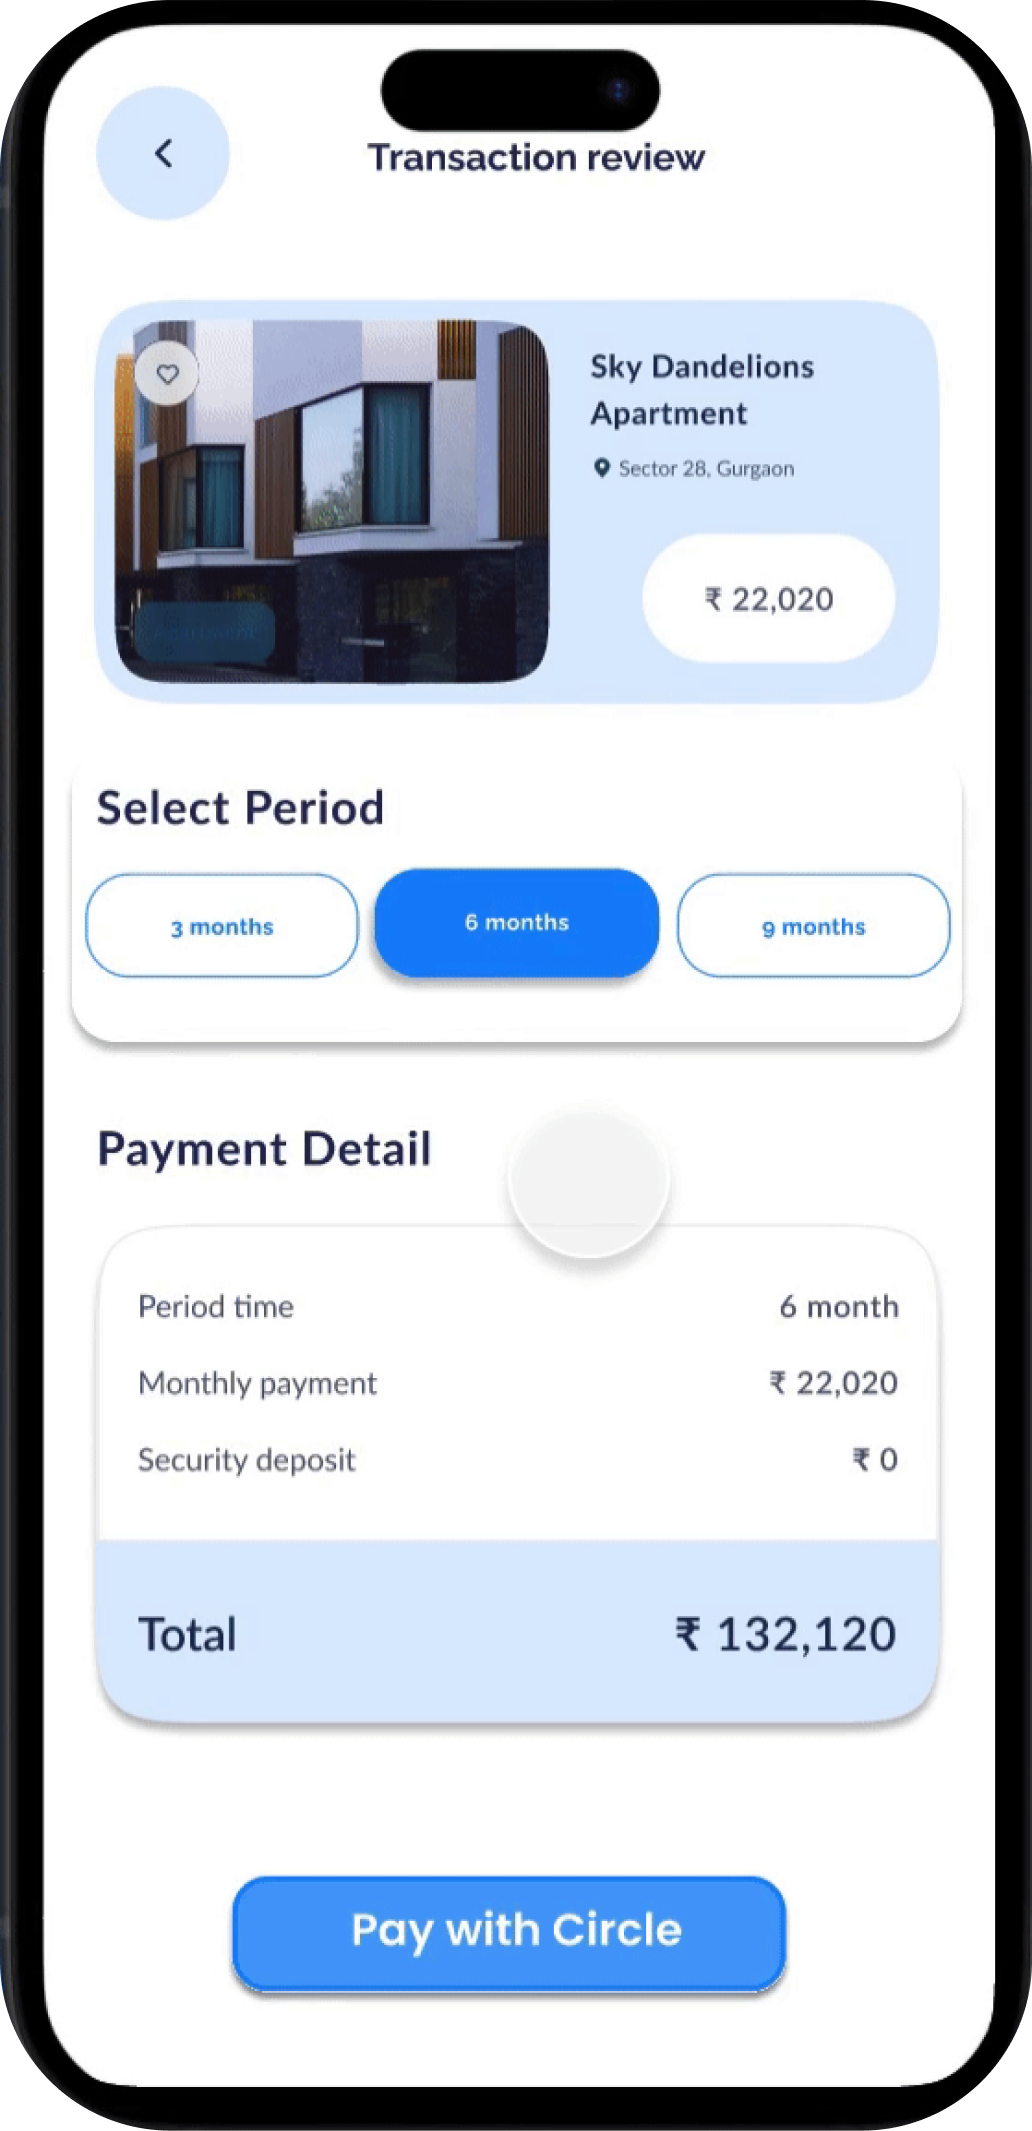 Transaction review
Sky Dandelions
Apartment
Sector 28, Gurgaon
₹ 22,020
Apartment
Select Period
3 months
6 months
9 months
Payment Detail
Period time 6 month
Monthly payment ₹ 22,020
Security deposit ₹ 0
Total ₹ 132,120
Pay with Circle